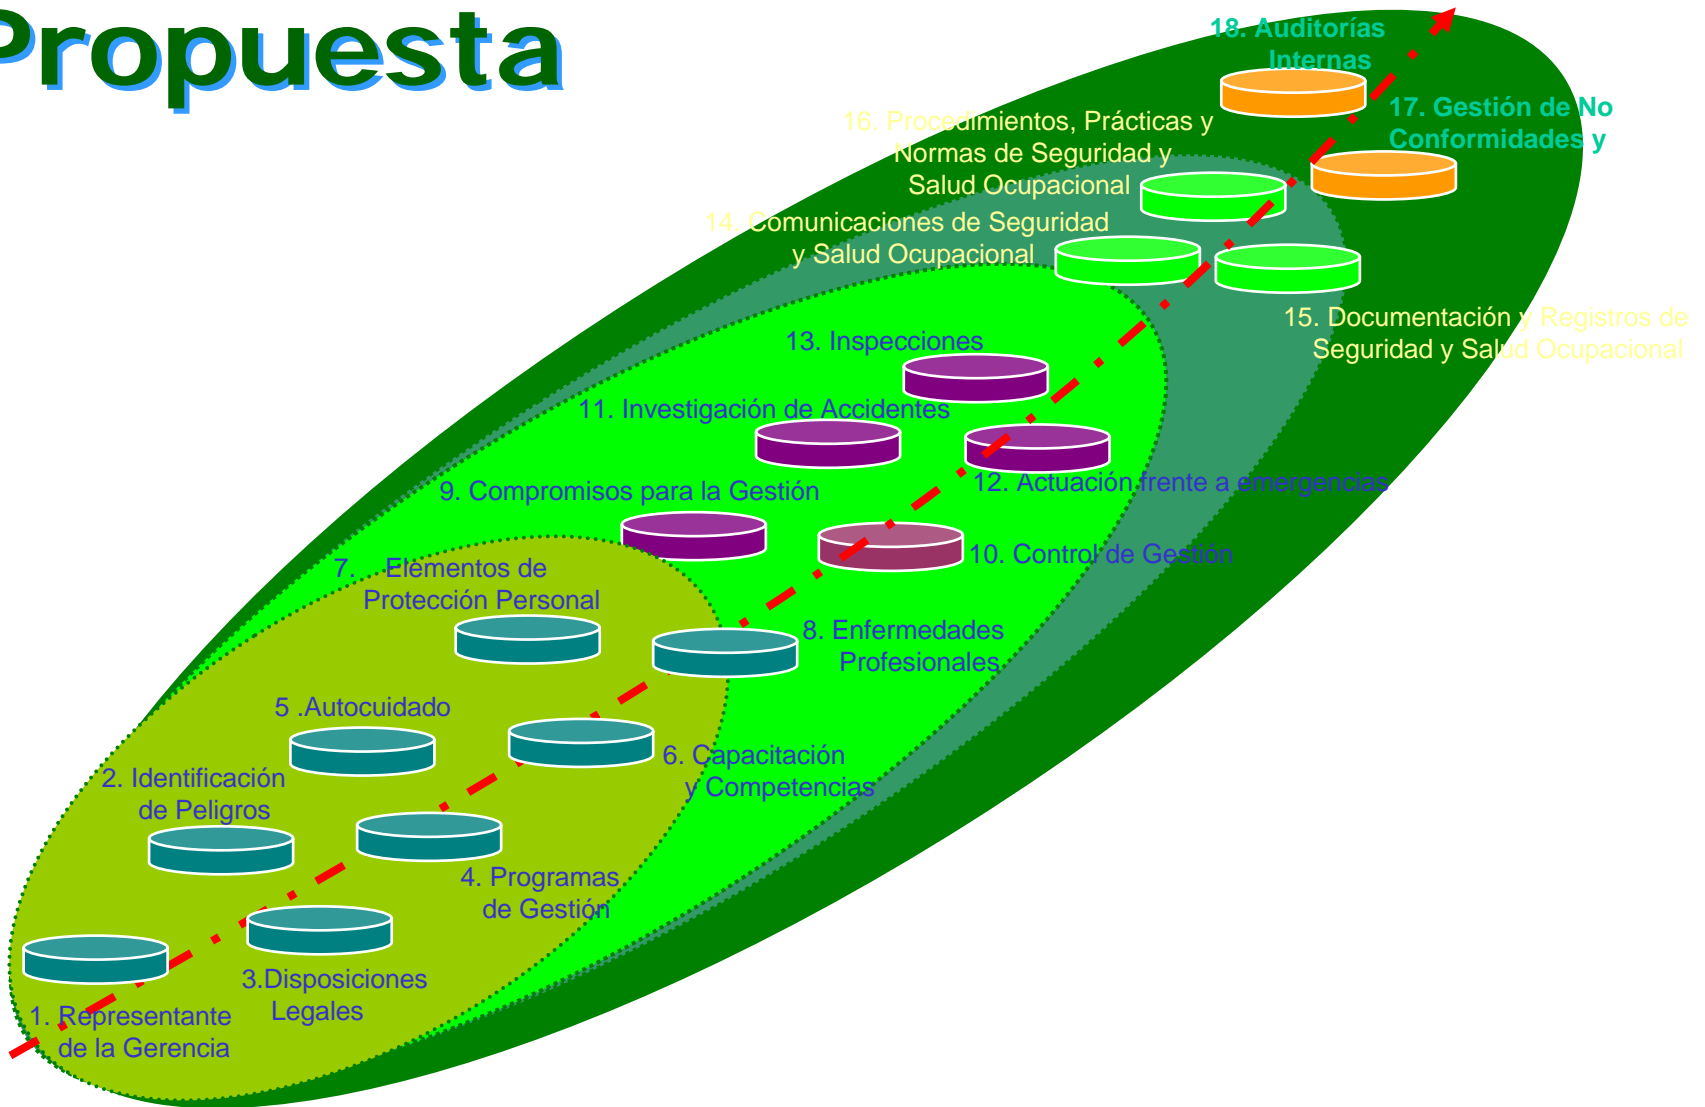 Propuesta
18. Auditorías
Internas
17. Gestión de No
Conformidades y
16. Procedimientos, Prácticas y
Normas de Seguridad y
Salud Ocupacional
14. Comunicaciones de Seguridad
y Salud Ocupacional
15. Documentación y Registros de
Seguridad y Salud Ocupacional
13. Inspecciones
11. Investigación de Accidentes
12. Actuación frente a emergencias
9. Compromisos para la Gestión
10. Control de Gestión
7. Elementos de
Protección Personal
8. Enfermedades
Profesionales
5 .Autocuidado
6. Capacitación
y Competencias
2. Identificación
de Peligros
4. Programas
de Gestión
3.Disposiciones
Legales
1. Representante
de la Gerencia